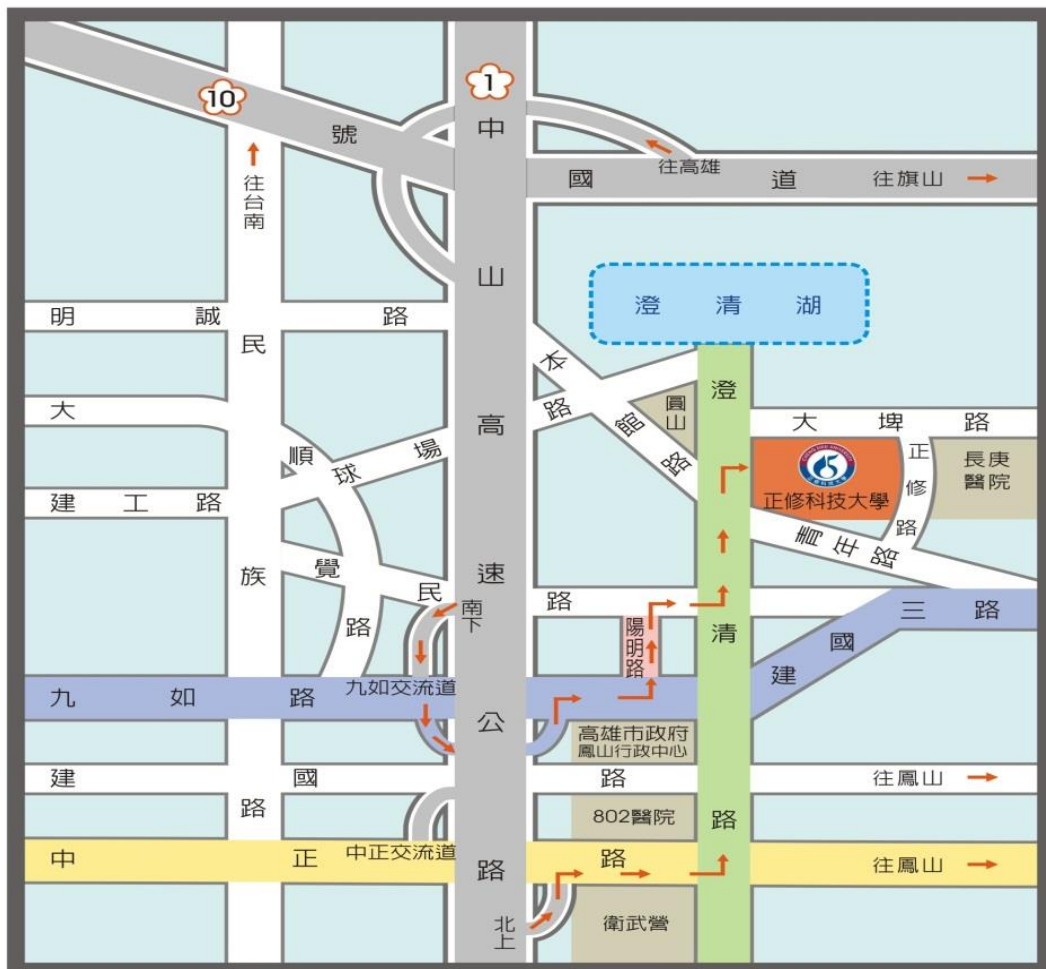 10
號
1
中山高速公路
國道
往高雄
往旗山
往台南
澄清湖
明誠路
民族路
本館路
澄清路
大順路
球場路
圓山
大埤路
正修科技大學
正修路
長庚
醫院
建工路
青年路
覺民路
南下
陽明路
建國三路
九如路
九如交流道
高雄市政府
鳳山行政中心
建國路
往鳳山
802醫院
中正路
中正交流道
往鳳山
北上
衛武營